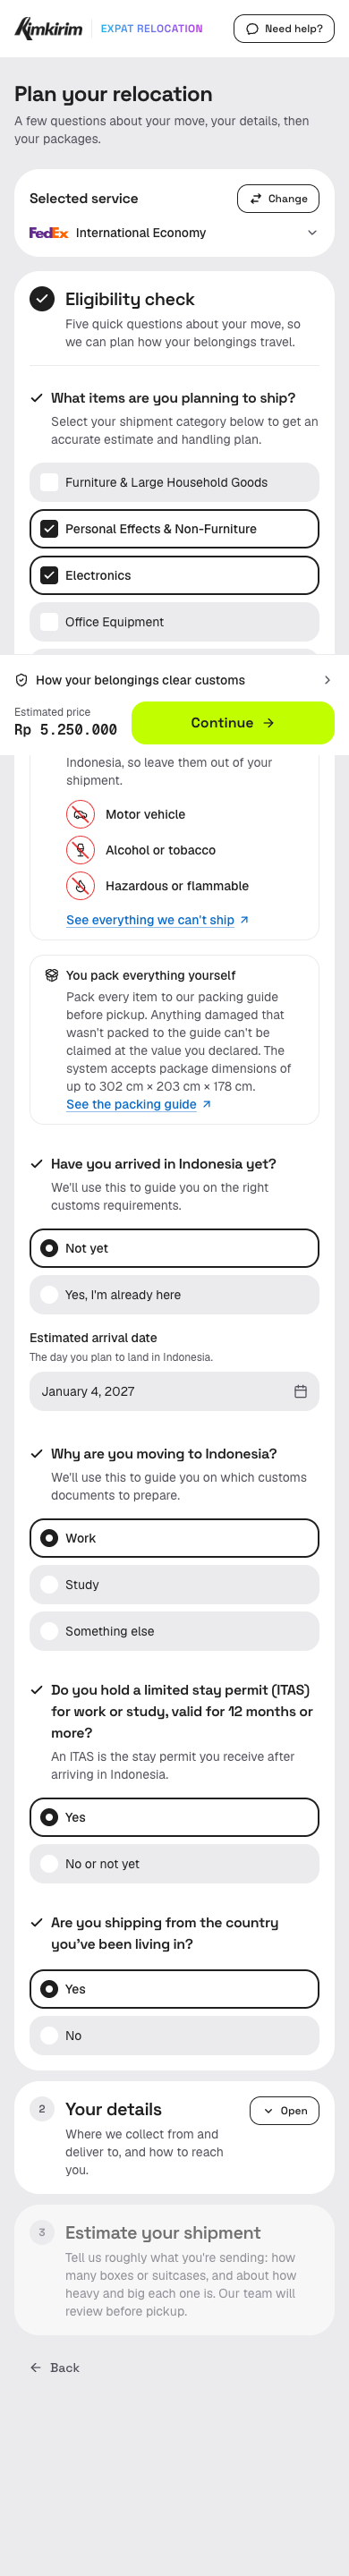 Kimkirim
EXPAT RELOCATION
Need help?
Plan your relocation
A few questions about your move, your details, then
your packages.
Selected service
Change
FedEx International Economy
Eligibility check
Five quick questions about your move, so
we can plan how your belongings travel.
What items are you planning to ship?
Select your shipment category below to get an
accurate estimate and handling plan.
Furniture & Large Household Goods
Personal Effects & Non-Furniture
Electronics
Office Equipment
How your belongings clear customs
Estimated price
Rp 5.250.000
Continue
Indonesia, so leave them out of your
shipment.
Motor vehicle
Alcohol or tobacco
Hazardous or flammable
See everything we can't ship
You pack everything yourself
Pack every item to our packing guide
before pickup. Anything damaged that
wasn't packed to the guide can't be
claimed at the value you declared. The
system accepts package dimensions of
up to 302 cm × 203 cm × 178 cm.
See the packing guide
Have you arrived in Indonesia yet?
We'll use this to guide you on the right
customs requirements.
Not yet
Yes, I'm already here
Estimated arrival date
The day you plan to land in Indonesia.
January 4, 2027
Why are you moving to Indonesia?
We'll use this to guide you on which customs
documents to prepare.
Work
Study
Something else
Do you hold a limited stay permit (ITAS)
for work or study, valid for 12 months or
more?
An ITAS is the stay permit you receive after
arriving in Indonesia.
Yes
No or not yet
Are you shipping from the country
you've been living in?
Yes
No
2
Your details
Open
Where we collect from and
deliver to, and how to reach
you.
3
Estimate your shipment
Tell us roughly what you're sending: how
many boxes or suitcases, and about how
heavy and big each one is. Our team will
review before pickup.
Back